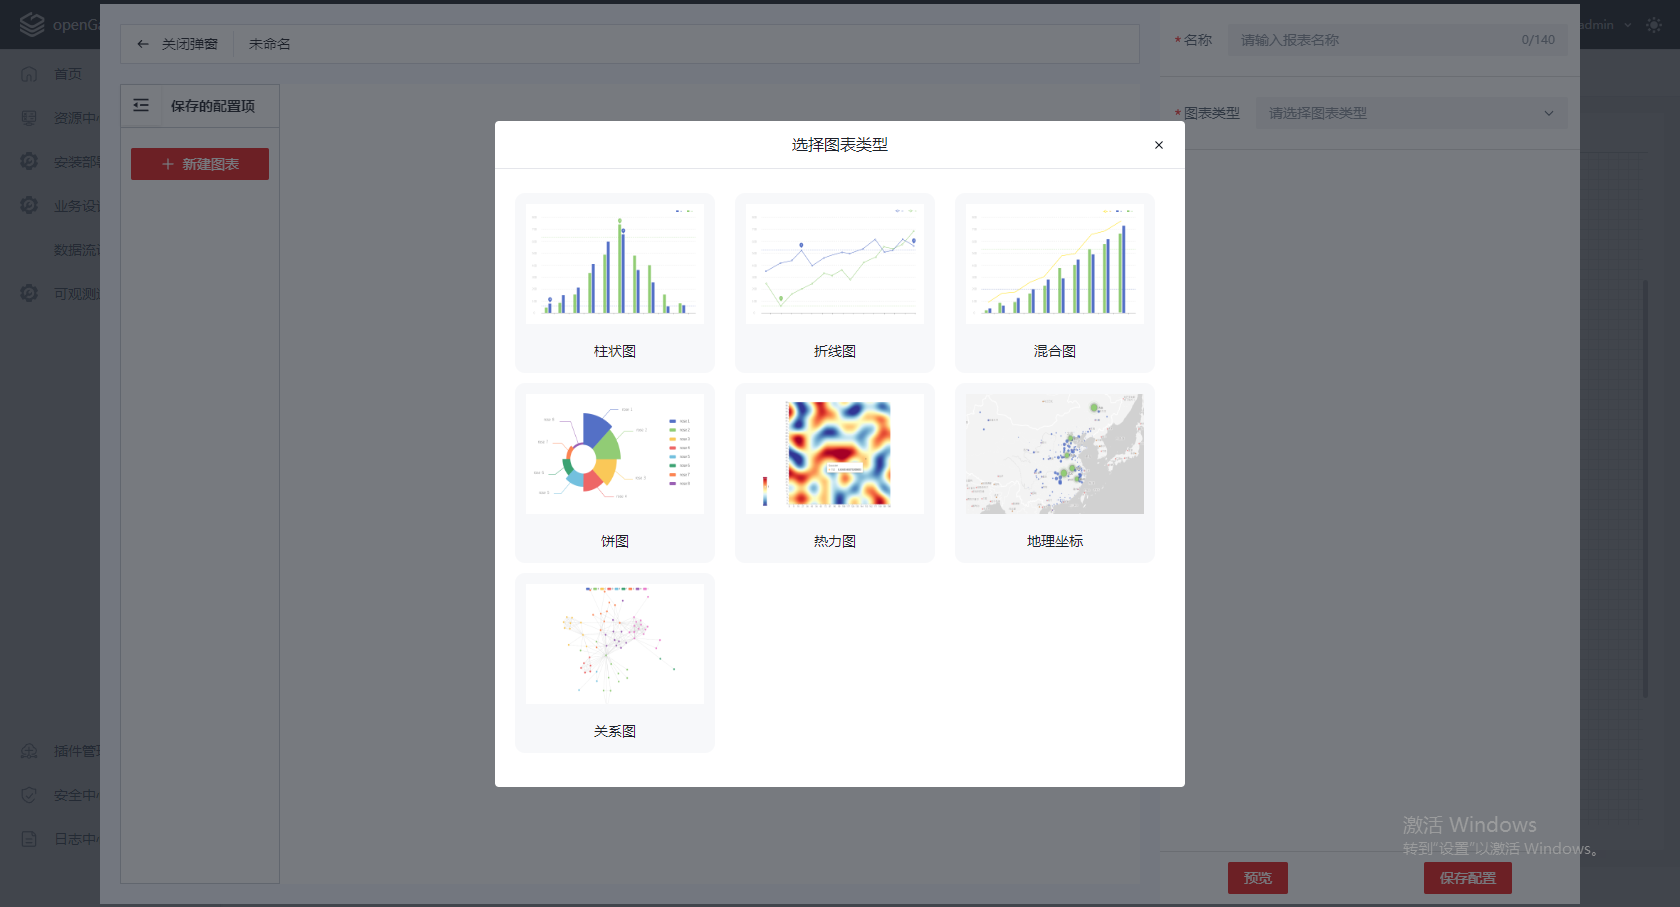 openGa
admin
首页
资源中心
安装部
业务设
数据流
可观测
插件管理
安全中心
日志中心
关闭弹窗
未命名
保存的配置项
新建图表
*名称
请输入报表名称
0/140
*图表类型
请选择图表类型
选择图表类型
柱状图
折线图
混合图
饼图
热力图
地理坐标
关系图
激活 Windows
转到"设置"以激活 Windows。
预览
保存配置